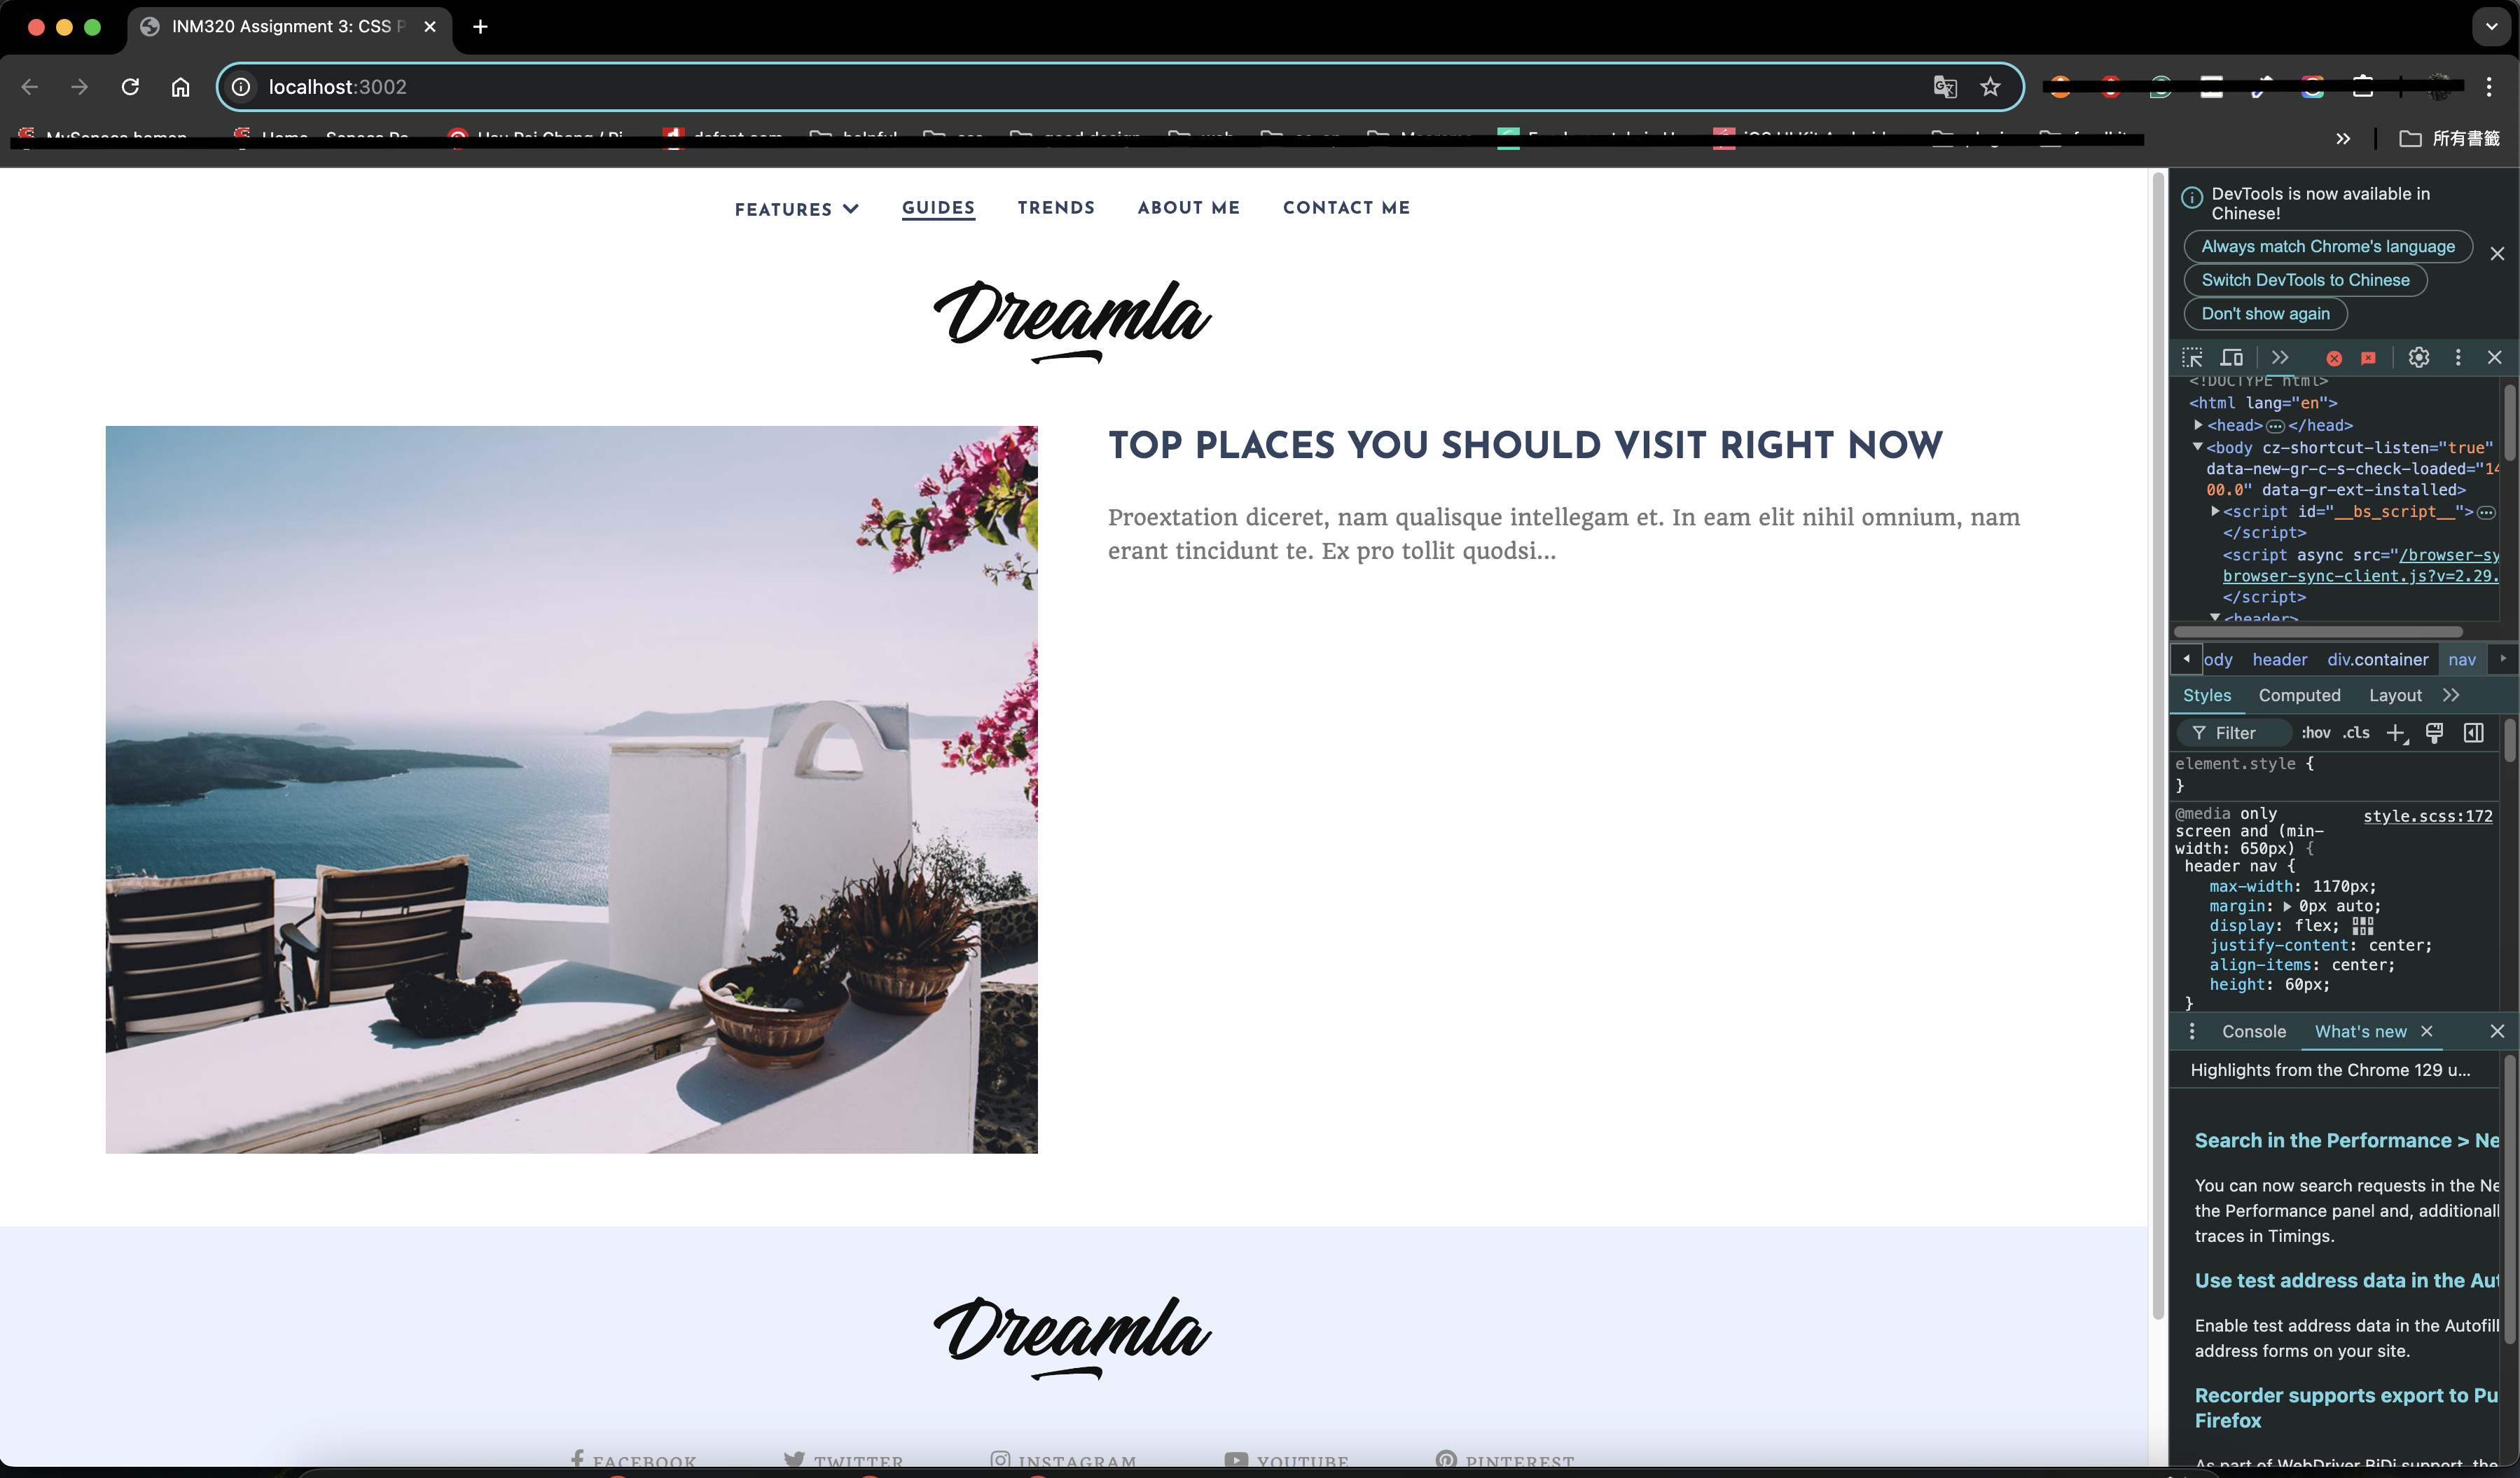 INM320 Assignment 3: CSS P
localhost:3002
所有書籤
FEATURES GUIDES TRENDS ABOUT ME CONTACT ME
Dreamla
TOP PLACES YOU SHOULD VISIT RIGHT NOW
Proextation diceret, nam qualisque intellegam et. In eam elit nihil omnium, nam
erant tincidunt te. Ex pro tollit quodsi...
Dreamla
FACEBOOK TWITTER INSTAGRAM YOUTUBE PINTEREST
DevTools is now available in
Chinese!
Always match Chrome's language
Switch DevTools to Chinese
Don't show again
<!DOCTYPE html>
<html lang="en">
<head> </head>
<body cz-shortcut-listen="true"
data-new-gr-c-s-check-loaded="14
00.0" data-gr-ext-installed>
<script id="__bs_script__">
</script>
<script async src="/browser-sy
browser-sync-client.js?v=2.29.
</script>
<header>
ody header div.container nav
Styles Computed Layout
Filter :hov .cls
element.style {
}
@media only style.scss:172
screen and (min-
width: 650px) {
header nav {
max-width: 1170px;
margin: 0px auto;
display: flex;
justify-content: center;
align-items: center;
height: 60px;
}
Console What's new
Highlights from the Chrome 129 u...
Search in the Performance > Ne
You can now search requests in the Ne
the Performance panel and, additionall
traces in Timings.
Use test address data in the Aut
Enable test address data in the Autofill
address forms on your site.
Recorder supports export to Pu
Firefox
As part of WebDriver BiDi support, the